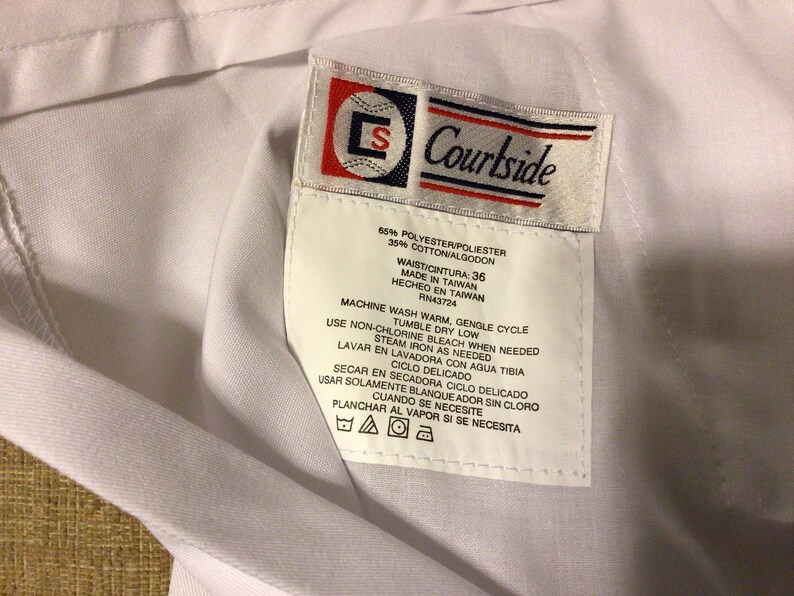 CS
Courtside
65% POLYESTER/POLIESTER
35% COTTON/ALGODON
WAIST/CINTURA: 36
MADE IN TAIWAN
HECHO EN TAIWAN
RN43724
MACHINE WASH WARM, GENGLE CYCLE
TUMBLE DRY LOW
USE NON-CHLORINE BLEACH WHEN NEEDED
STEAM IRON AS NEEDED
LAVAR EN LAVADORA CON AGUA TIBIA
CICLO DELICADO
SECAR EN SECADORA CICLO DELICADO
USAR SOLAMENTE BLANQUEADOR SIN CLORO
CUANDO SE NECESITE
PLANCHAR AL VAPOR SI SE NECESITA